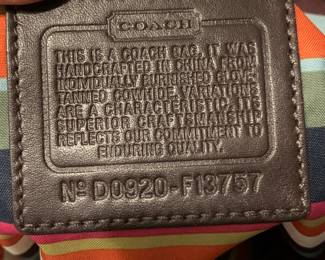 COACH
THIS IS A COACH BAG. IT WAS
HANDCRAFTED IN CHINA FROM
INDIVIDUALLY BURNISHED GLOVE-
TANNED COWHIDE. VARIATIONS
ARE A CHARACTERISTIC. ITS
SUPERIOR CRAFTSMANSHIP
REFLECTS OUR COMMITMENT TO
ENDURING QUALITY.
Nº D0920-F13757